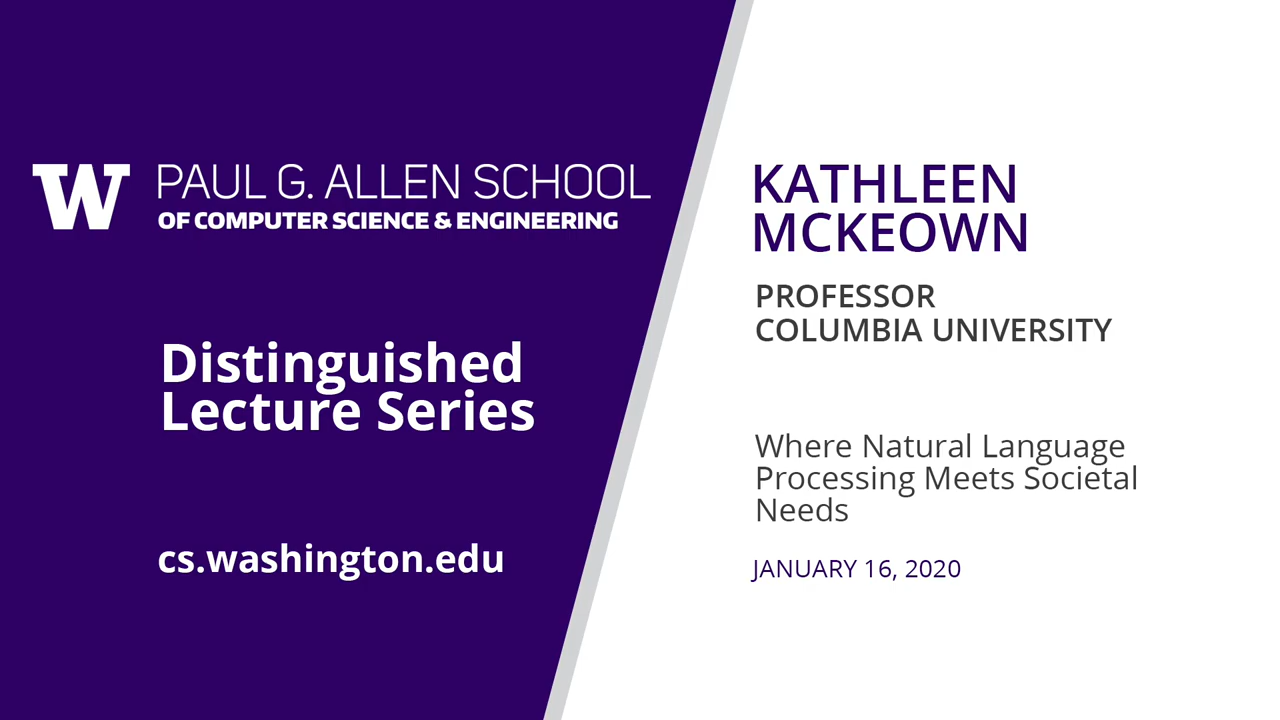 W PAUL G. ALLEN SCHOOL
OF COMPUTER SCIENCE & ENGINEERING
Distinguished
Lecture Series
cs.washington.edu
KATHLEEN
MCKEOWN
PROFESSOR
COLUMBIA UNIVERSITY
Where Natural Language
Processing Meets Societal
Needs
JANUARY 16, 2020